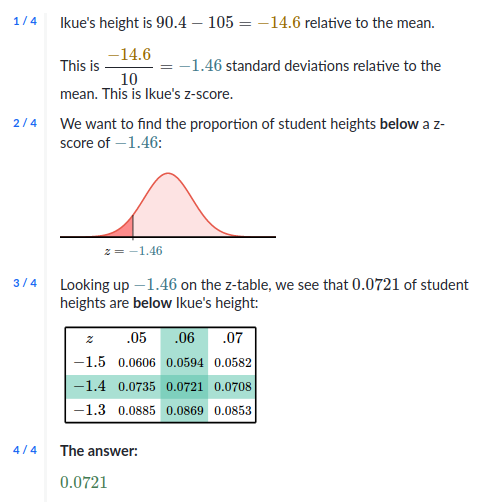 1 / 4
Ikue's height is 90.4 − 105 = −14.6 relative to the mean.
This is −14.6/10 = −1.46 standard deviations relative to the
mean. This is Ikue's z-score.
2 / 4
We want to find the proportion of student heights below a z-
score of −1.46:
z = −1.46
3 / 4
Looking up −1.46 on the z-table, we see that 0.0721 of student
heights are below Ikue's height:
z .05 .06 .07
−1.5 0.0606 0.0594 0.0582
−1.4 0.0735 0.0721 0.0708
−1.3 0.0885 0.0869 0.0853
4 / 4
The answer:
0.0721